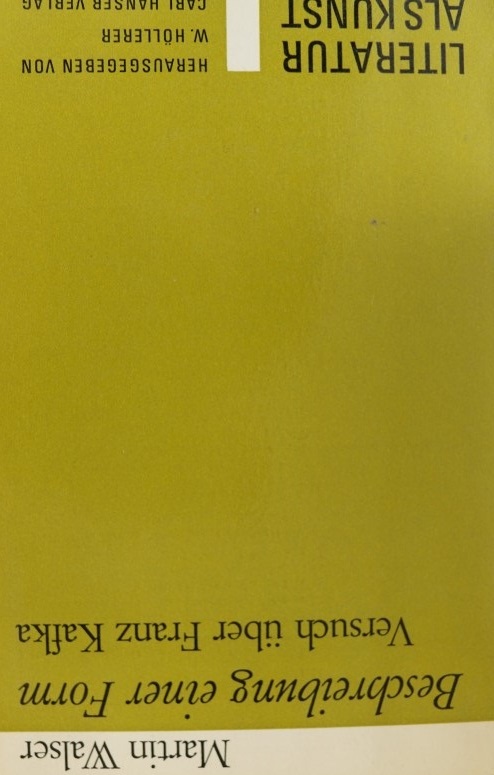 Martin Walser
Beschreibung einer Form
Versuch über Franz Kafka
LITERATUR
ALS KUNST
HERAUSGEGEBEN VON
W. HÖLLERER
CARL HANSER VERLAG